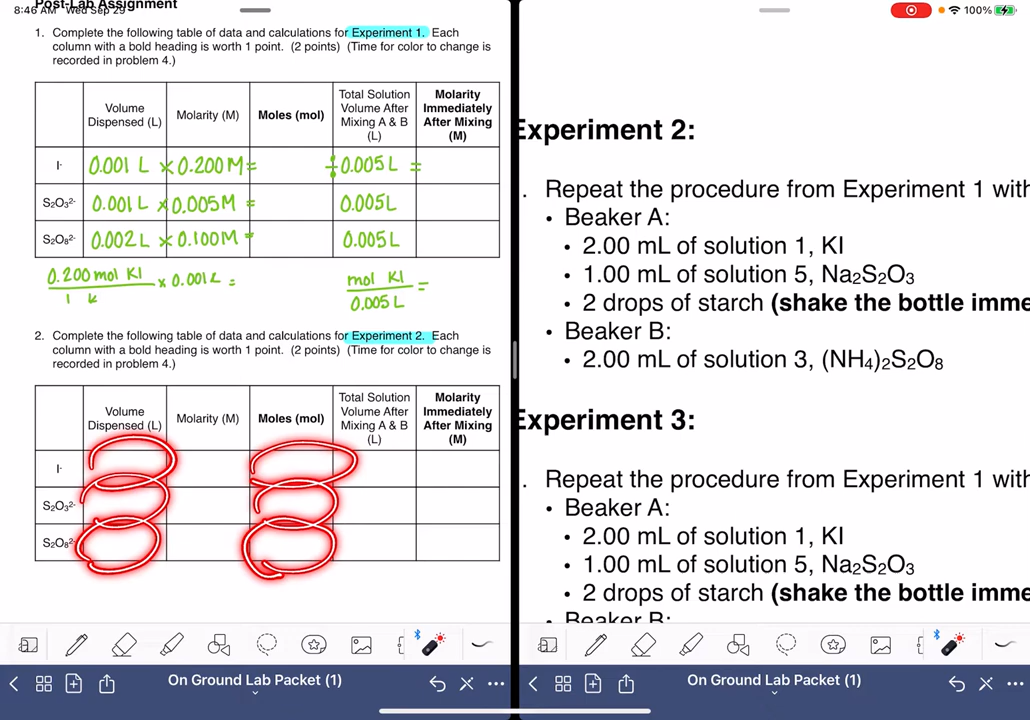 Post-Lab Assignment
8:46 AM Wed Sep 29
1. Complete the following table of data and calculations for Experiment 1. Each
column with a bold heading is worth 1 point. (2 points) (Time for color to change is
recorded in problem 4.)
Volume Dispensed (L) Molarity (M) Moles (mol) Total Solution Volume After Mixing A & B (L) Molarity Immediately After Mixing (M)
I- 0.001 L × 0.200 M = ÷ 0.005 L =
S₂O₃²⁻ 0.001 L × 0.005 M = 0.005 L
S₂O₈²⁻ 0.002 L × 0.100 M = 0.005 L
0.200 mol KI
1 L
× 0.001 L =
mol KI
0.005 L
=
2. Complete the following table of data and calculations for Experiment 2. Each
column with a bold heading is worth 1 point. (2 points) (Time for color to change is
recorded in problem 4.)
Volume Dispensed (L) Molarity (M) Moles (mol) Total Solution Volume After Mixing A & B (L) Molarity Immediately After Mixing (M)
I-
S₂O₃²⁻
S₂O₈²⁻
On Ground Lab Packet (1)
100%
Experiment 2:
. Repeat the procedure from Experiment 1 with
• Beaker A:
• 2.00 mL of solution 1, KI
• 1.00 mL of solution 5, Na₂S₂O₃
• 2 drops of starch (shake the bottle imme
• Beaker B:
• 2.00 mL of solution 3, (NH₄)₂S₂O₈
Experiment 3:
. Repeat the procedure from Experiment 1 with
• Beaker A:
• 2.00 mL of solution 1, KI
• 1.00 mL of solution 5, Na₂S₂O₃
• 2 drops of starch (shake the bottle imme
• Beaker B:
On Ground Lab Packet (1)